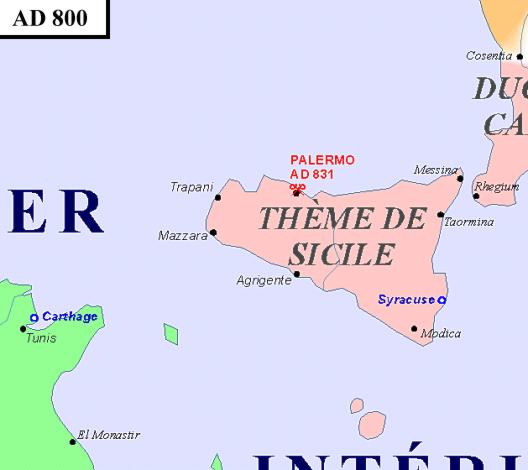 AD 800
Cosentia
DUC
CA
PALERMO
AD 831
Messina
Trapani
Rhegium
ER
THÈME DE
SICILE
Taormina
Mazzara
Agrigente
Syracuse
Carthage
Tunis
Modica
El Monastir
INTÉRI